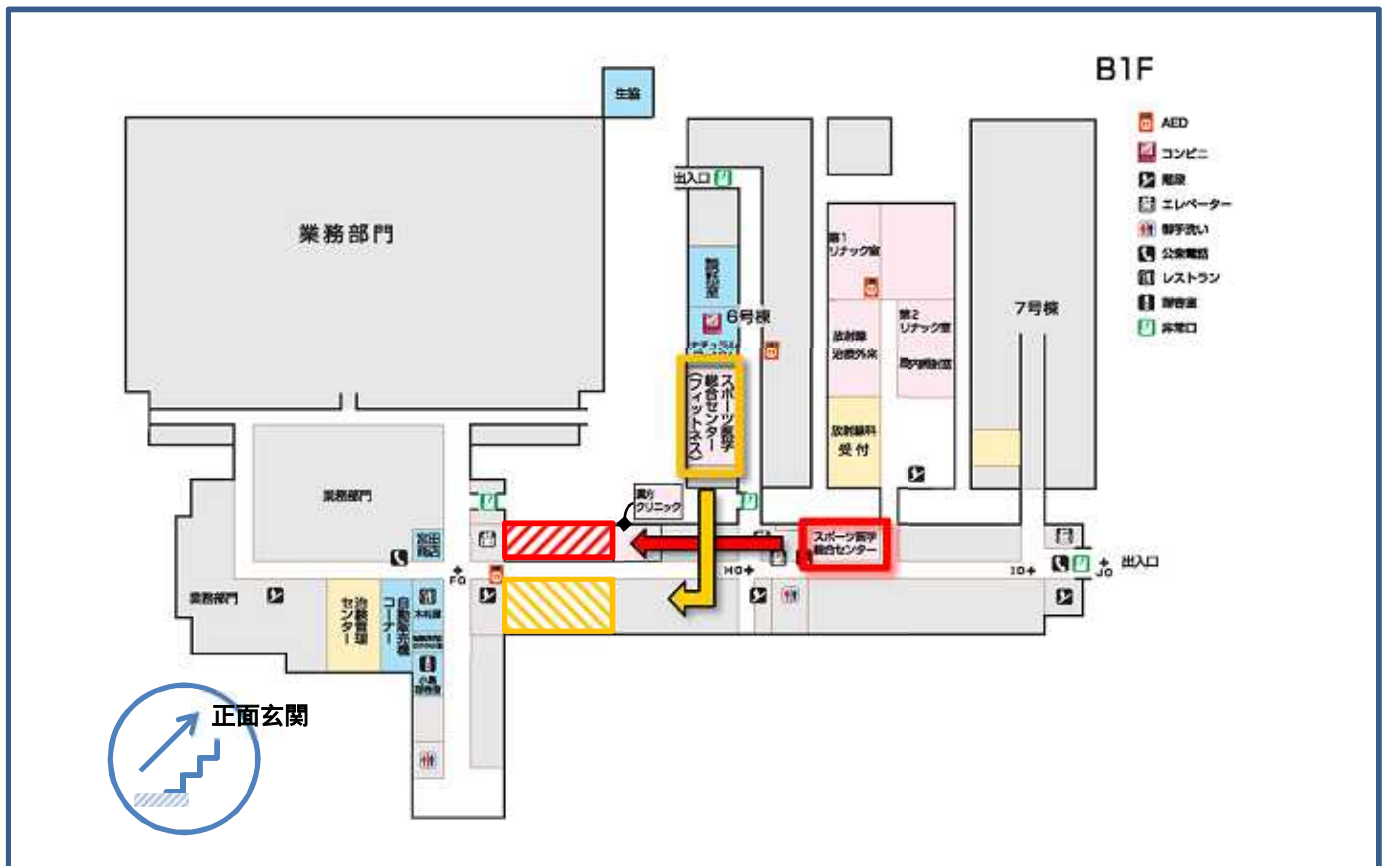 B1F
AED
コンビニ
階段
エレベーター
御手洗い
公衆電話
レストラン
理容室
非常口
生協
業務部門
出入口
6号棟
スポーツ医学
総合センター
(フィットネス)
第1
リナック室
放射線
治療外来
放射線科
受付
第2
リナック室
7号棟
業務部門
漢方
クリニック
スポーツ医学
総合センター
出入口
FG
HG
IG
JG
業務部門
治験管理
センター
自動販売機
コーナー
正面玄関